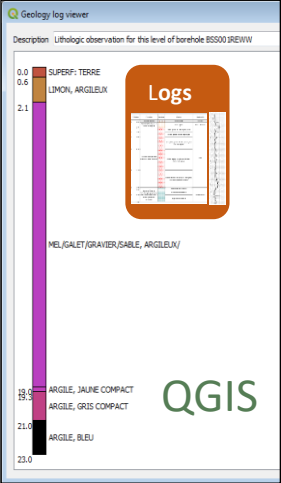 Geology log viewer
Description Lithologic observation for this level of borehole BSS001REWW
Logs
0.0 SUPERF: TERRE
0.6
LIMON, ARGILEUX
2.1
MEL/GALET/GRAVIER/SABLE, ARGILEUX/
19.0 ARGILE, JAUNE COMPACT
19.3
ARGILE, GRIS COMPACT
QGIS
21.0
ARGILE, BLEU
23.0